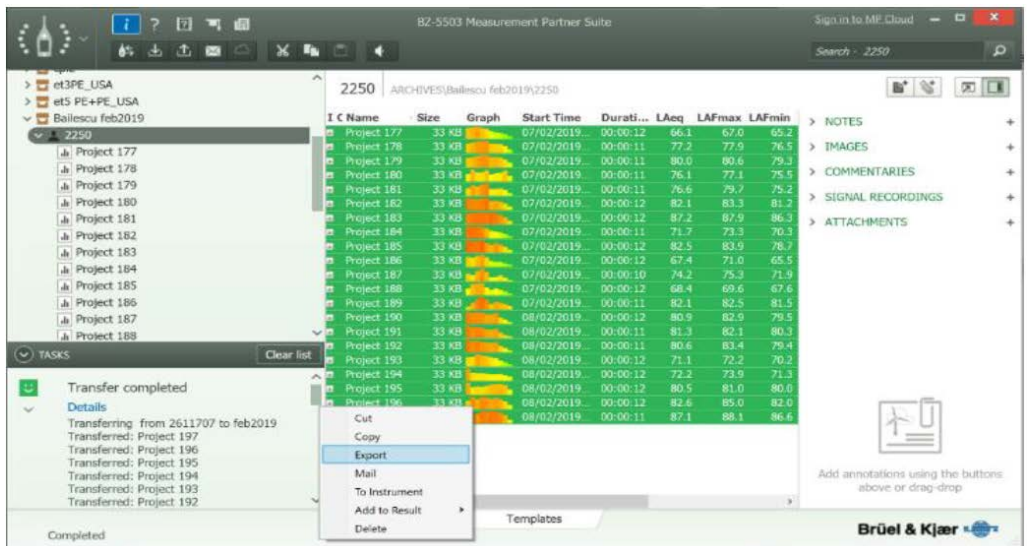 BZ-5503 Measurement Partner Suite
Sign in to MP Cloud
Search - 2250
et3PE_USA
et5 PE+PE_USA
Bailescu feb2019
2250
Project 177
Project 178
Project 179
Project 180
Project 181
Project 182
Project 183
Project 184
Project 185
Project 186
Project 187
Project 188
TASKS Clear list
Transfer completed
Details
Transferring from 2611707 to feb2019
Transferred: Project 197
Transferred: Project 196
Transferred: Project 195
Transferred: Project 194
Transferred: Project 193
Transferred: Project 192
Completed
2250 ARCHIVES\Bailescu feb2019\2250
I C Name Size Graph Start Time Durati... LAeq LAFmax LAFmin
Project 177 33 KB 07/02/2019... 00:00:12 66.1 67.0 65.2
Project 178 33 KB 07/02/2019... 00:00:11 77.2 77.9 76.5
Project 179 33 KB 07/02/2019... 00:00:11 80.0 80.6 79.3
Project 180 33 KB 07/02/2019... 00:00:11 76.1 77.1 75.5
Project 181 33 KB 07/02/2019... 00:00:11 76.6 79.7 75.2
Project 182 33 KB 07/02/2019... 00:00:12 82.1 83.3 81.2
Project 183 33 KB 07/02/2019... 00:00:12 87.2 87.9 86.3
Project 184 33 KB 07/02/2019... 00:00:11 71.7 73.3 70.3
Project 185 33 KB 07/02/2019... 00:00:12 82.5 83.9 78.7
Project 186 33 KB 07/02/2019... 00:00:12 67.4 71.0 65.5
Project 187 33 KB 07/02/2019... 00:00:10 74.2 75.3 71.9
Project 188 33 KB 07/02/2019... 00:00:12 68.4 69.6 67.6
Project 189 33 KB 07/02/2019... 00:00:11 82.1 82.5 81.5
Project 190 33 KB 08/02/2019... 00:00:12 80.9 82.9 79.5
Project 191 33 KB 08/02/2019... 00:00:11 81.3 82.1 80.3
Project 192 33 KB 08/02/2019... 00:00:11 80.6 83.4 79.4
Project 193 33 KB 08/02/2019... 00:00:12 71.1 72.2 70.2
Project 194 33 KB 08/02/2019... 00:00:12 72.2 73.9 71.3
Project 195 33 KB 08/02/2019... 00:00:12 80.5 81.0 80.0
Project 196 33 KB 08/02/2019... 00:00:12 82.6 85.0 82.0
08/02/2019... 00:00:11 87.1 88.1 86.6
Cut
Copy
Export
Mail
To Instrument
Add to Result
Delete
Templates
NOTES
IMAGES
COMMENTARIES
SIGNAL RECORDINGS
ATTACHMENTS
Add annotations using the buttons
above or drag-drop
Brüel & Kjær